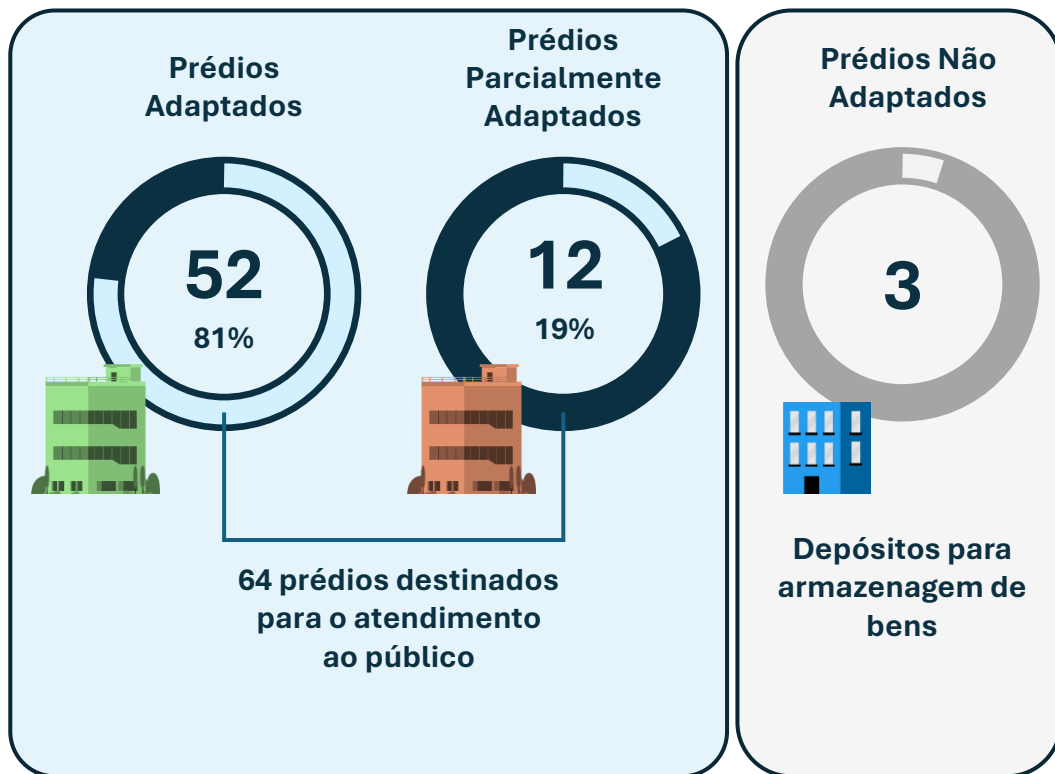 Prédios
Adaptados
52
81%
Prédios
Parcialmente
Adaptados
12
19%
64 prédios destinados
para o atendimento
ao público
Prédios Não
Adaptados
3
Depósitos para
armazenagem de
bens